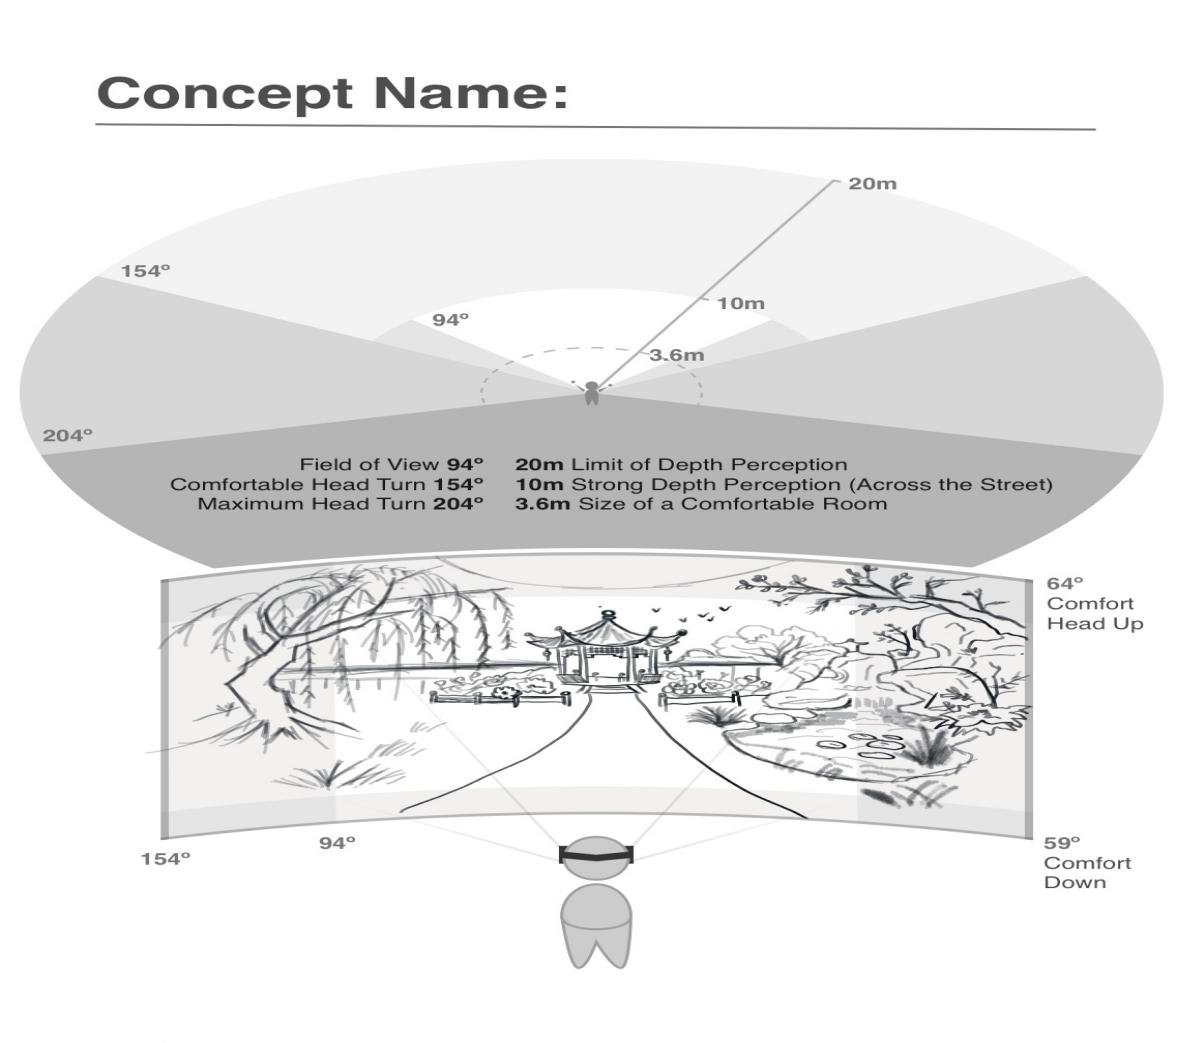 Concept Name:
20m
154º
10m
94º
3.6m
204º
Field of View 94º
Comfortable Head Turn 154º
Maximum Head Turn 204º
20m Limit of Depth Perception
10m Strong Depth Perception (Across the Street)
3.6m Size of a Comfortable Room
64º
Comfort
Head Up
94º
154º
59º
Comfort
Down